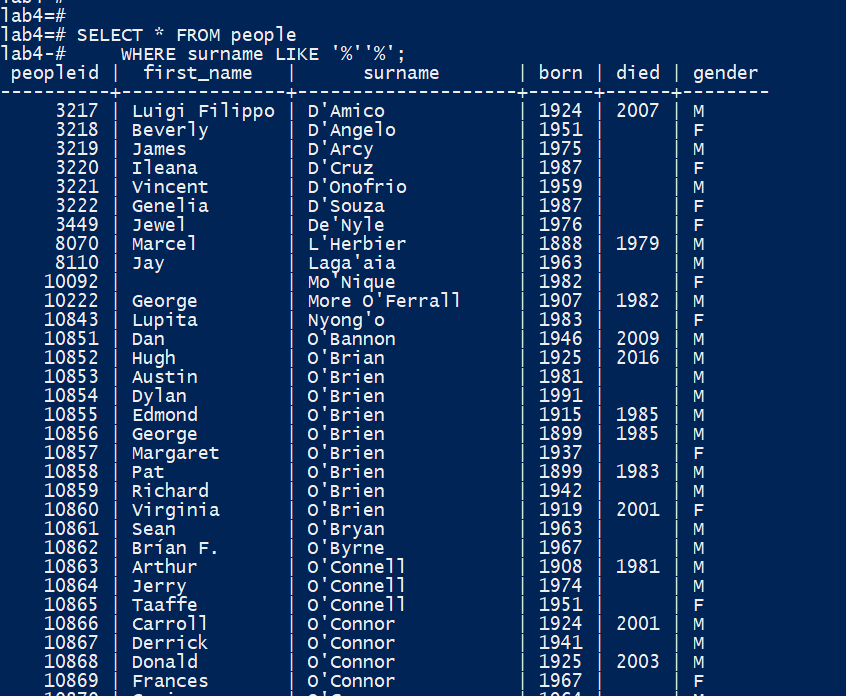 lab4=#
lab4=# SELECT * FROM people
lab4-#     WHERE surname LIKE '%''%';
 peopleid |  first_name   |      surname       | born | died | gender
----------+---------------+--------------------+------+------+--------
     3217 | Luigi Filippo | D'Amico            | 1924 | 2007 | M
     3218 | Beverly       | D'Angelo           | 1951 |      | F
     3219 | James         | D'Arcy             | 1975 |      | M
     3220 | Ileana        | D'Cruz             | 1987 |      | F
     3221 | Vincent       | D'Onofrio          | 1959 |      | M
     3222 | Genelia       | D'Souza            | 1987 |      | F
     3449 | Jewel         | De'Nyle            | 1976 |      | F
     8070 | Marcel        | L'Herbier          | 1888 | 1979 | M
     8110 | Jay           | Laga'aia           | 1963 |      | M
    10092 |               | Mo'Nique           | 1982 |      | F
    10222 | George        | More O'Ferrall     | 1907 | 1982 | M
    10843 | Lupita        | Nyong'o            | 1983 |      | F
    10851 | Dan           | O'Bannon           | 1946 | 2009 | M
    10852 | Hugh          | O'Brian            | 1925 | 2016 | M
    10853 | Austin        | O'Brien            | 1981 |      | M
    10854 | Dylan         | O'Brien            | 1991 |      | M
    10855 | Edmond        | O'Brien            | 1915 | 1985 | M
    10856 | George        | O'Brien            | 1899 | 1985 | M
    10857 | Margaret      | O'Brien            | 1937 |      | F
    10858 | Pat           | O'Brien            | 1899 | 1983 | M
    10859 | Richard       | O'Brien            | 1942 |      | M
    10860 | Virginia      | O'Brien            | 1919 | 2001 | F
    10861 | Sean          | O'Bryan            | 1963 |      | M
    10862 | Brían F.      | O'Byrne            | 1967 |      | M
    10863 | Arthur        | O'Connell          | 1908 | 1981 | M
    10864 | Jerry         | O'Connell          | 1974 |      | M
    10865 | Taaffe        | O'Connell          | 1951 |      | F
    10866 | Carroll       | O'Connor           | 1924 | 2001 | M
    10867 | Derrick       | O'Connor           | 1941 |      | M
    10868 | Donald        | O'Connor           | 1925 | 2003 | M
    10869 | Frances       | O'Connor           | 1967 |      | F